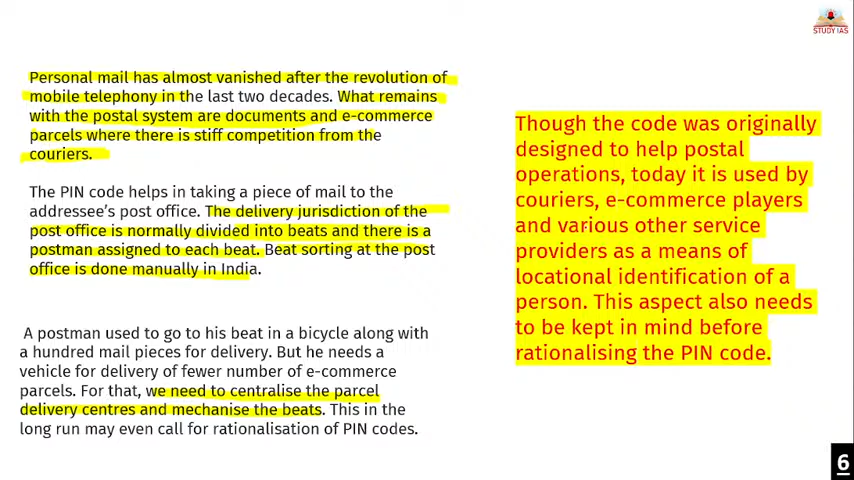 STUDY IAS
Personal mail has almost vanished after the revolution of
mobile telephony in the last two decades. What remains
with the postal system are documents and e-commerce
parcels where there is stiff competition from the
couriers.
The PIN code helps in taking a piece of mail to the
addressee's post office. The delivery jurisdiction of the
post office is normally divided into beats and there is a
postman assigned to each beat. Beat sorting at the post
office is done manually in India.
A postman used to go to his beat in a bicycle along with
a hundred mail pieces for delivery. But he needs a
vehicle for delivery of fewer number of e-commerce
parcels. For that, we need to centralise the parcel
delivery centres and mechanise the beats. This in the
long run may even call for rationalisation of PIN codes.
Though the code was originally
designed to help postal
operations, today it is used by
couriers, e-commerce players
and various other service
providers as a means of
locational identification of a
person. This aspect also needs
to be kept in mind before
rationalising the PIN code.
6